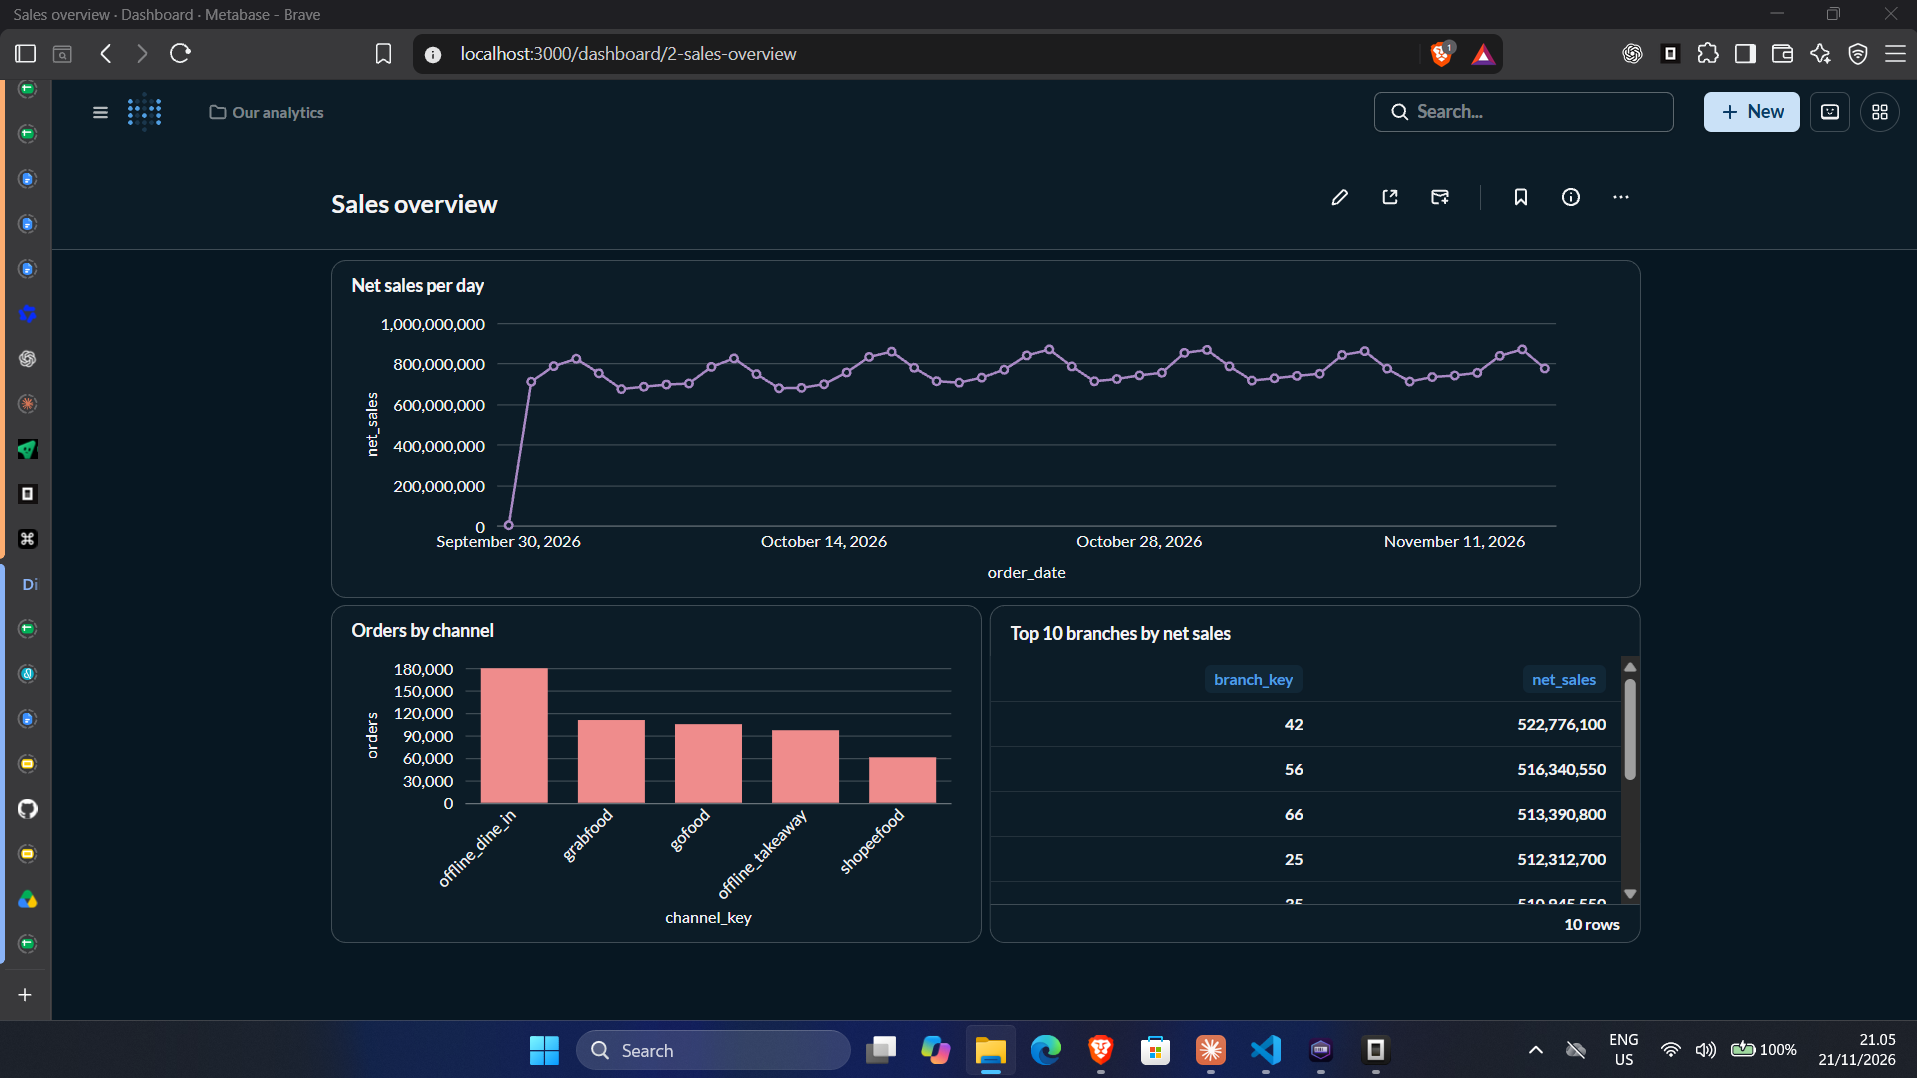 Sales overview · Dashboard · Metabase - Brave
localhost:3000/dashboard/2-sales-overview
1
Our analytics
Search...
+ New
Sales overview
Net sales per day
1,000,000,000
800,000,000
600,000,000
400,000,000
200,000,000
0
net_sales
September 30, 2026
October 14, 2026
October 28, 2026
November 11, 2026
order_date
Orders by channel
180,000
150,000
120,000
90,000
60,000
30,000
0
orders
offline_dine_in
grabfood
gofood
offline_takeaway
shopeefood
channel_key
Top 10 branches by net sales
branch_key net_sales
42 522,776,100
56 516,340,550
66 513,390,800
25 512,312,700
10 rows
Di
Search
ENG
US
100%
21.05
21/11/2026